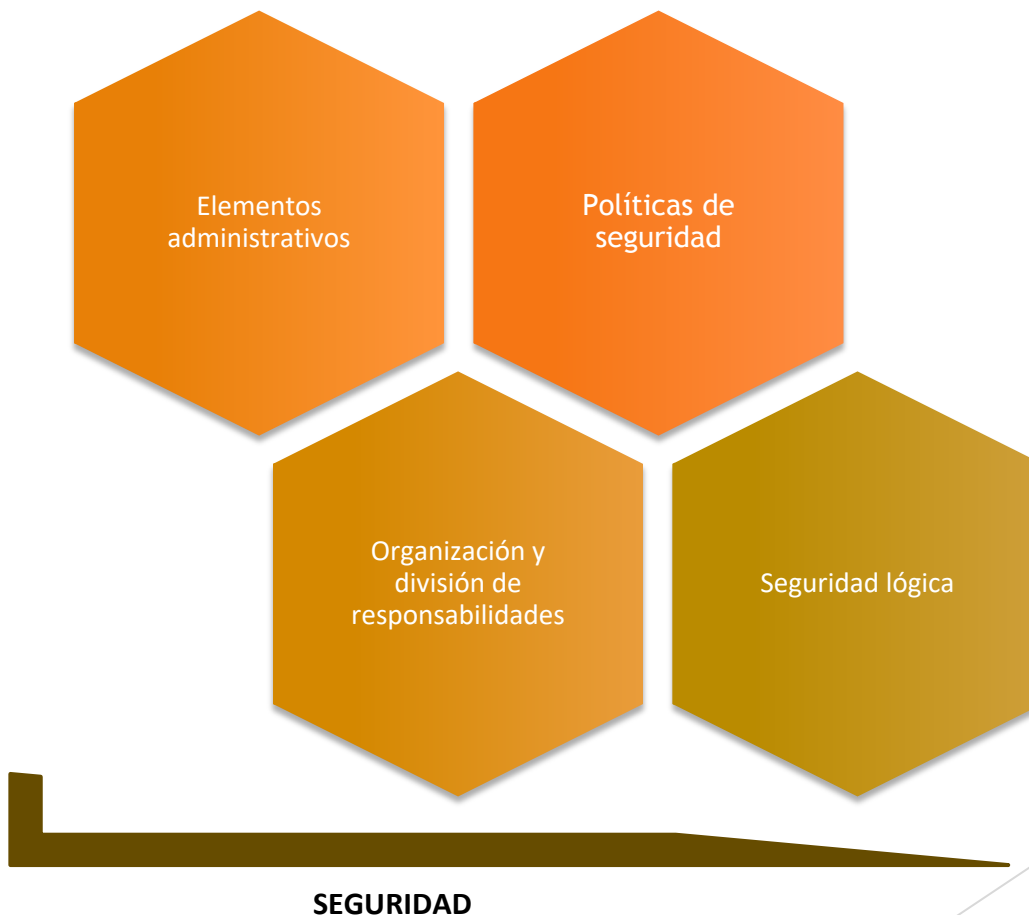 Elementos
administrativos
Políticas de
seguridad
Organización y
división de
responsabilidades
Seguridad lógica
SEGURIDAD